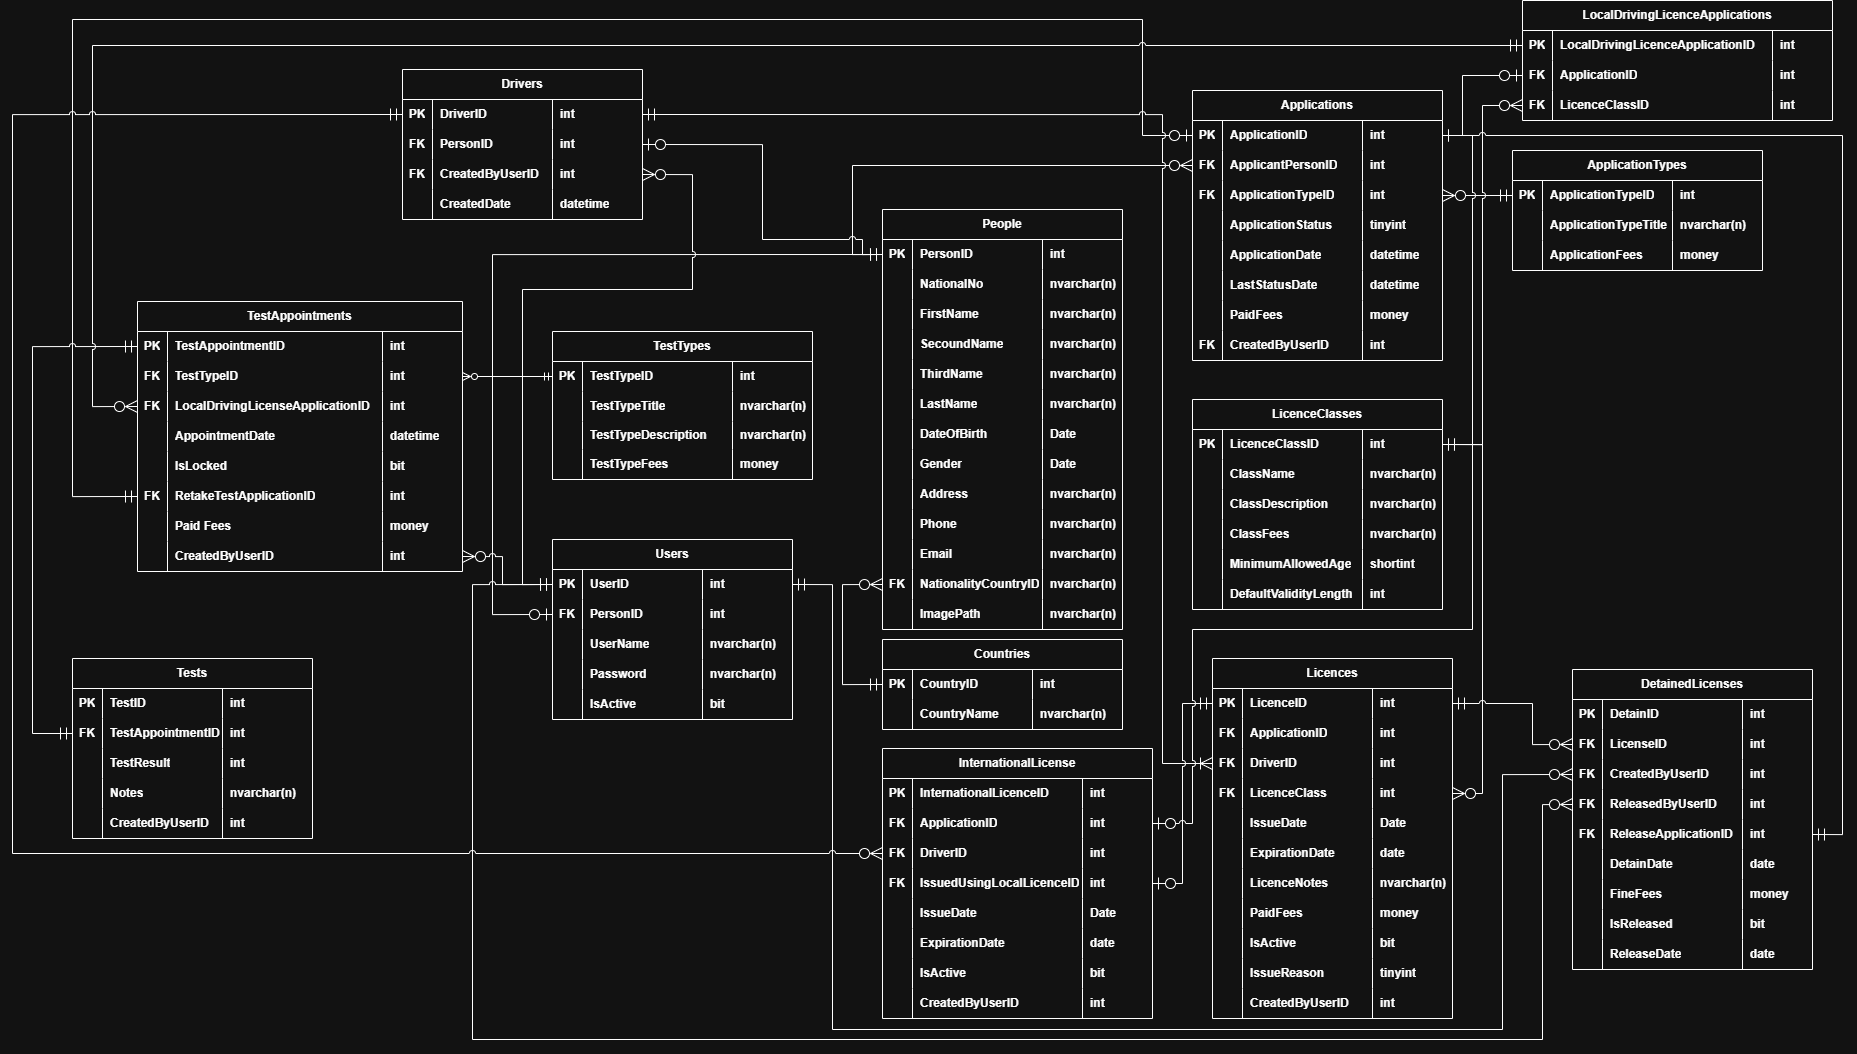 LocalDrivingLicenceApplications
PK LocalDrivingLicenceApplicationID int
FK ApplicationID int
FK LicenceClassID int
Drivers
PK DriverID int
FK PersonID int
FK CreatedByUserID int
CreatedDate datetime
Applications
PK ApplicationID int
FK ApplicantPersonID int
FK ApplicationTypeID int
ApplicationStatus tinyint
ApplicationDate datetime
LastStatusDate datetime
PaidFees money
FK CreatedByUserID int
ApplicationTypes
PK ApplicationTypeID int
ApplicationTypeTitle nvarchar(n)
ApplicationFees money
People
PK PersonID int
NationalNo nvarchar(n)
FirstName nvarchar(n)
SecoundName nvarchar(n)
ThirdName nvarchar(n)
LastName nvarchar(n)
DateOfBirth Date
Gender Date
Address nvarchar(n)
Phone nvarchar(n)
Email nvarchar(n)
FK NationalityCountryID nvarchar(n)
ImagePath nvarchar(n)
TestAppointments
PK TestAppointmentID int
FK TestTypeID int
FK LocalDrivingLicenseApplicationID int
AppointmentDate datetime
IsLocked bit
FK RetakeTestApplicationID int
Paid Fees money
CreatedByUserID int
TestTypes
PK TestTypeID int
TestTypeTitle nvarchar(n)
TestTypeDescription nvarchar(n)
TestTypeFees money
LicenceClasses
PK LicenceClassID int
ClassName nvarchar(n)
ClassDescription nvarchar(n)
ClassFees nvarchar(n)
MinimumAllowedAge shortint
DefaultValidityLength int
Users
PK UserID int
FK PersonID int
UserName nvarchar(n)
Password nvarchar(n)
IsActive bit
Countries
PK CountryID int
CountryName nvarchar(n)
Tests
PK TestID int
FK TestAppointmentID int
TestResult int
Notes nvarchar(n)
CreatedByUserID int
Licences
PK LicenceID int
FK ApplicationID int
FK DriverID int
FK LicenceClass int
IssueDate Date
ExpirationDate date
LicenceNotes nvarchar(n)
PaidFees money
IsActive bit
IssueReason tinyint
CreatedByUserID int
DetainedLicenses
PK DetainID int
FK LicenseID int
FK CreatedByUserID int
FK ReleasedByUserID int
FK ReleaseApplicationID int
DetainDate date
FineFees money
IsReleased bit
ReleaseDate date
InternationalLicense
PK InternationalLicenceID int
FK ApplicationID int
FK DriverID int
FK IssuedUsingLocalLicenceID int
IssueDate Date
ExpirationDate date
IsActive bit
CreatedByUserID int